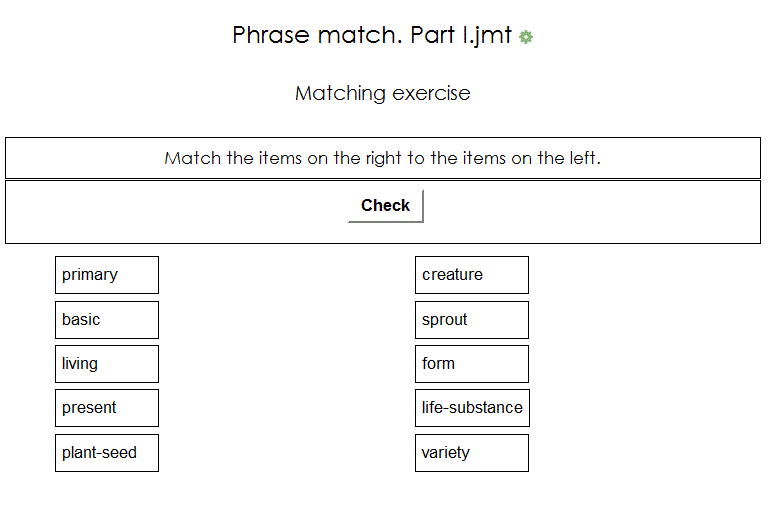 Phrase match. Part I.jmt
Matching exercise
Match the items on the right to the items on the left.
Check
primary creature
basic sprout
living form
present life-substance
plant-seed variety